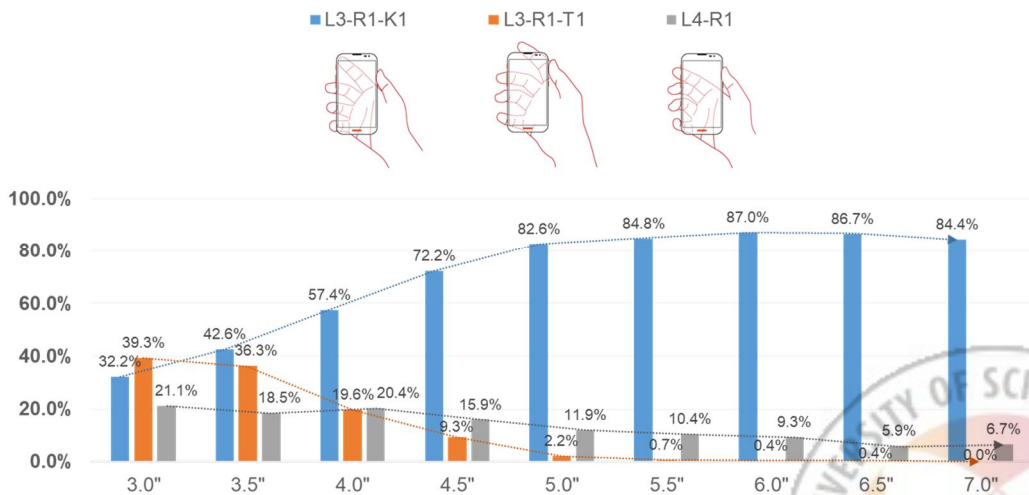 L3-R1-K1 L3-R1-T1 L4-R1
100.0%
80.0%
60.0%
40.0%
20.0%
0.0%
32.2% 39.3% 21.1%
42.6% 36.3% 18.5%
57.4% 19.6% 20.4%
72.2% 9.3% 15.9%
82.6% 2.2% 11.9%
84.8% 0.7% 10.4%
87.0% 0.4% 9.3%
86.7% 0.4% 5.9%
84.4% 0.0% 6.7%
3.0" 3.5" 4.0" 4.5" 5.0" 5.5" 6.0" 6.5" 7.0"